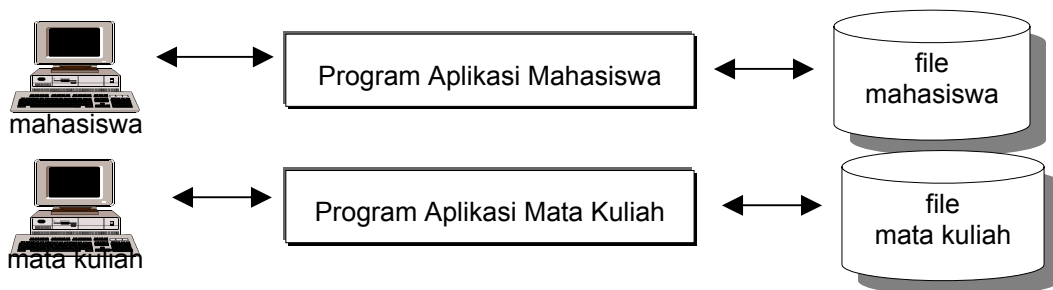 mahasiswa
Program Aplikasi Mahasiswa
file
mahasiswa
mata kuliah
Program Aplikasi Mata Kuliah
file
mata kuliah